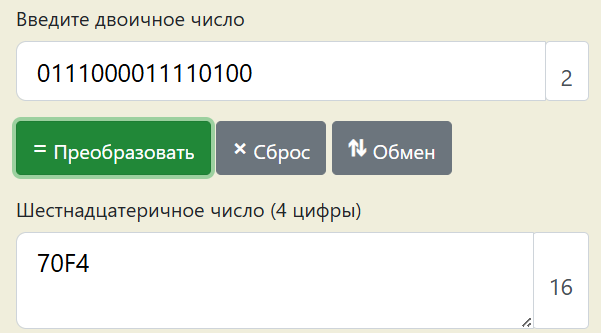 Введите двоичное число
0111000011110100 2
= Преобразовать × Сброс ⇅ Обмен
Шестнадцатеричное число (4 цифры)
70F4
16